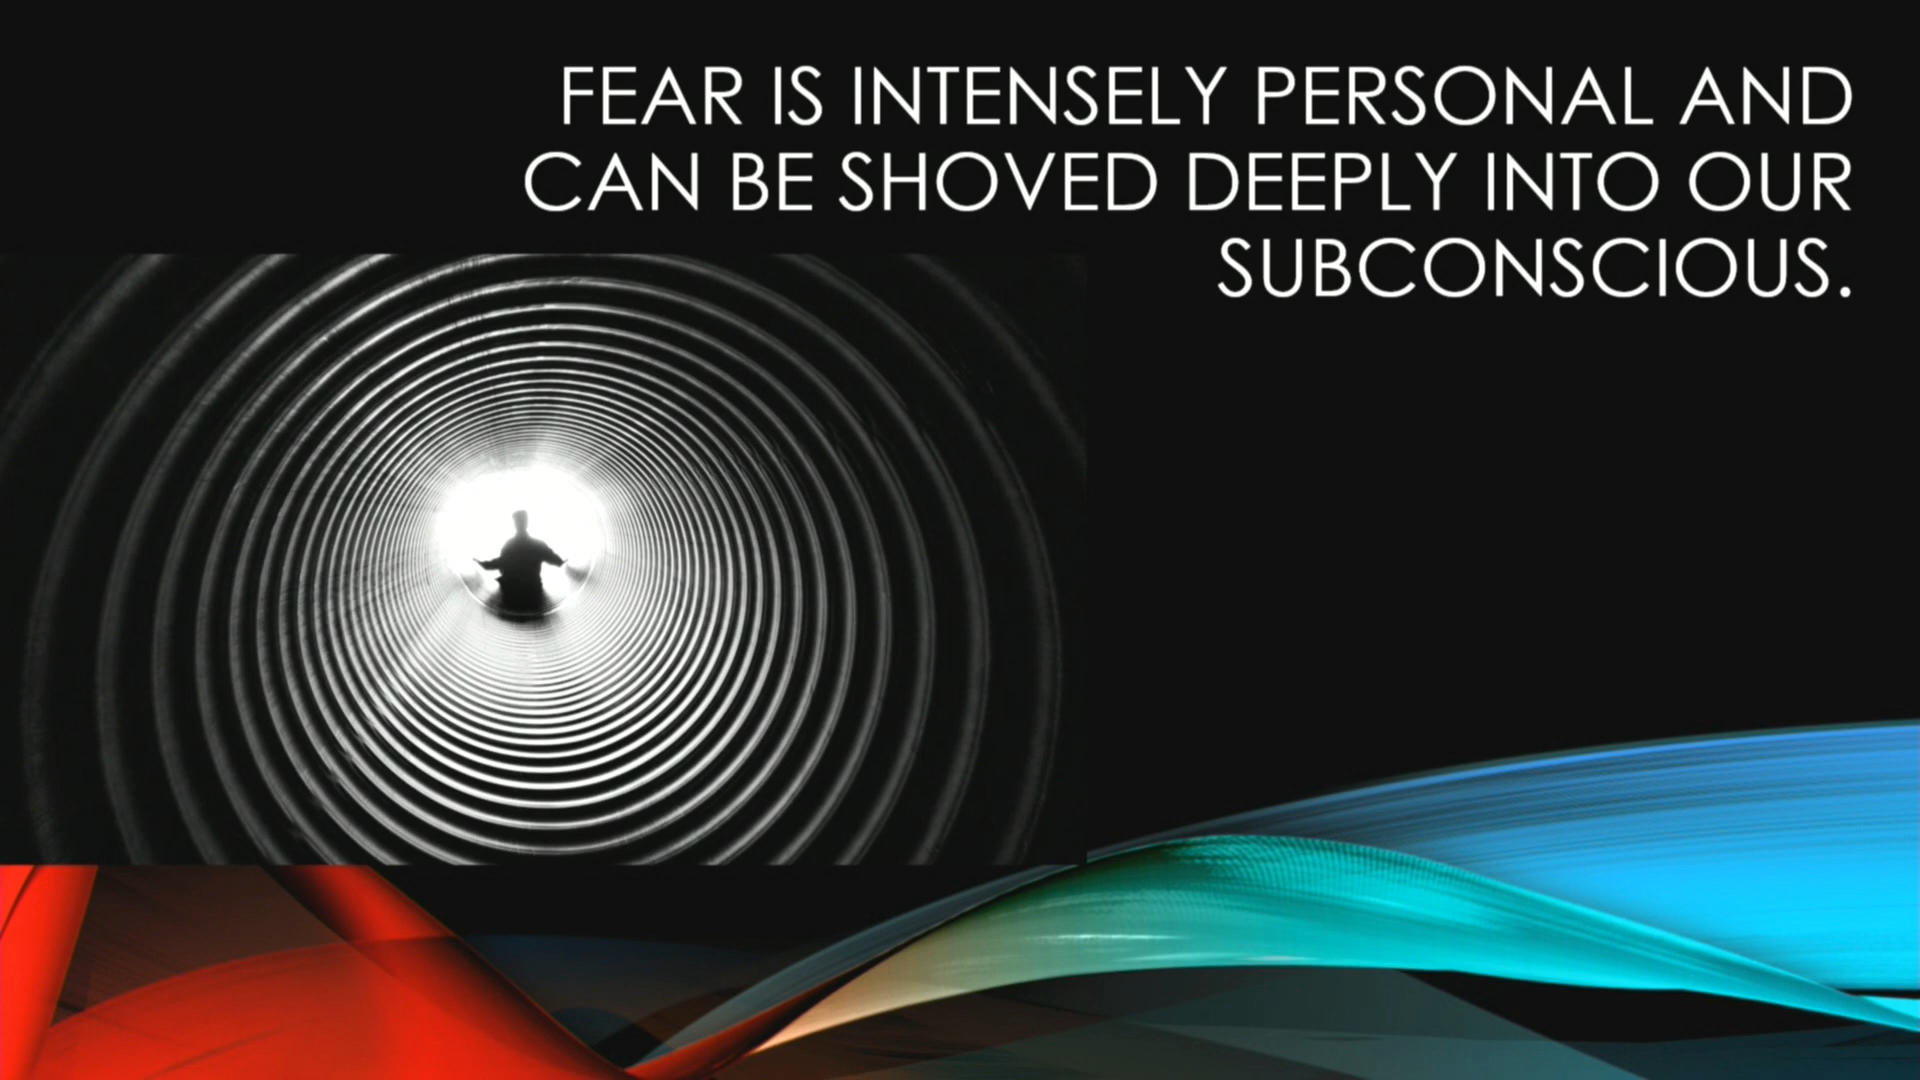 FEAR IS INTENSELY PERSONAL AND
CAN BE SHOVED DEEPLY INTO OUR
SUBCONSCIOUS.